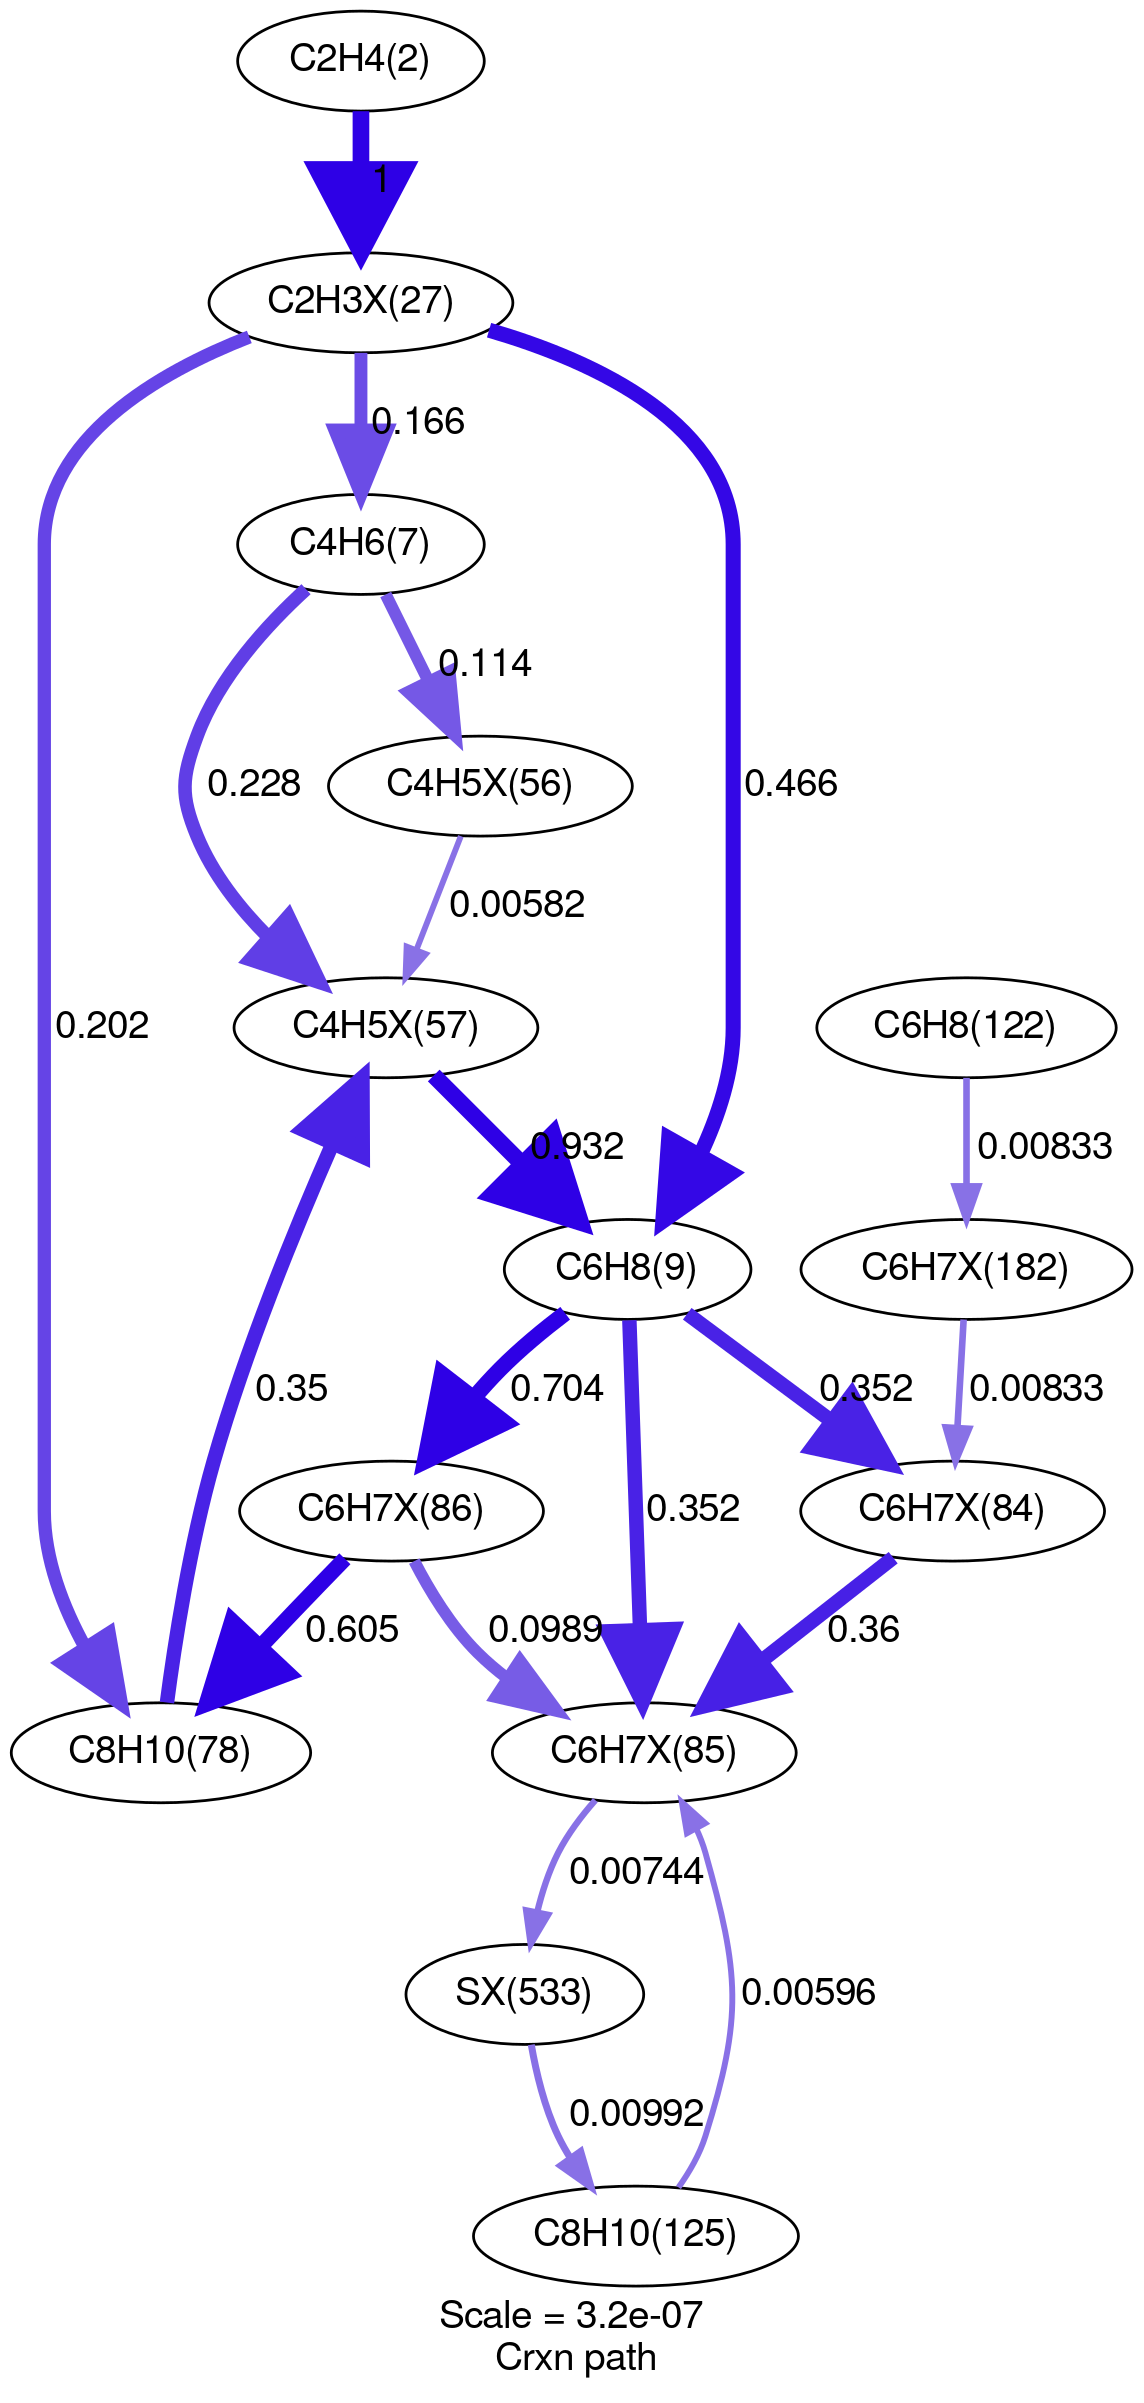 C2H4(2)
1
C2H3X(27)
0.166
C4H6(7)
0.114
0.228
C4H5X(56)
0.466
0.00582
0.202
C4H5X(57)
C6H8(122)
0.932
0.00833
C6H8(9)
C6H7X(182)
0.35
0.704
0.352
0.00833
C6H7X(86)
0.352
C6H7X(84)
0.605
0.0989
0.36
C8H10(78)
C6H7X(85)
0.00744
SX(533)
0.00596
0.00992
C8H10(125)
Scale = 3.2e-07
Crxn path